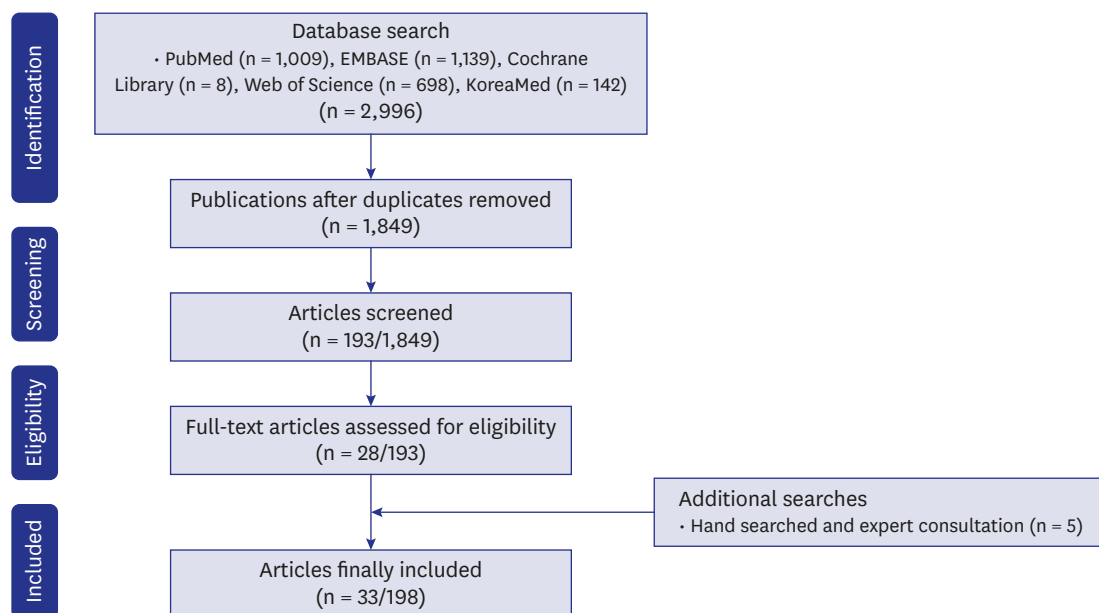 Identification
Database search
· PubMed (n = 1,009), EMBASE (n = 1,139), Cochrane
Library (n = 8), Web of Science (n = 698), KoreaMed (n = 142)
(n = 2,996)
Publications after duplicates removed
(n = 1,849)
Screening
Articles screened
(n = 193/1,849)
Eligibility
Full-text articles assessed for eligibility
(n = 28/193)
Additional searches
· Hand searched and expert consultation (n = 5)
Included
Articles finally included
(n = 33/198)